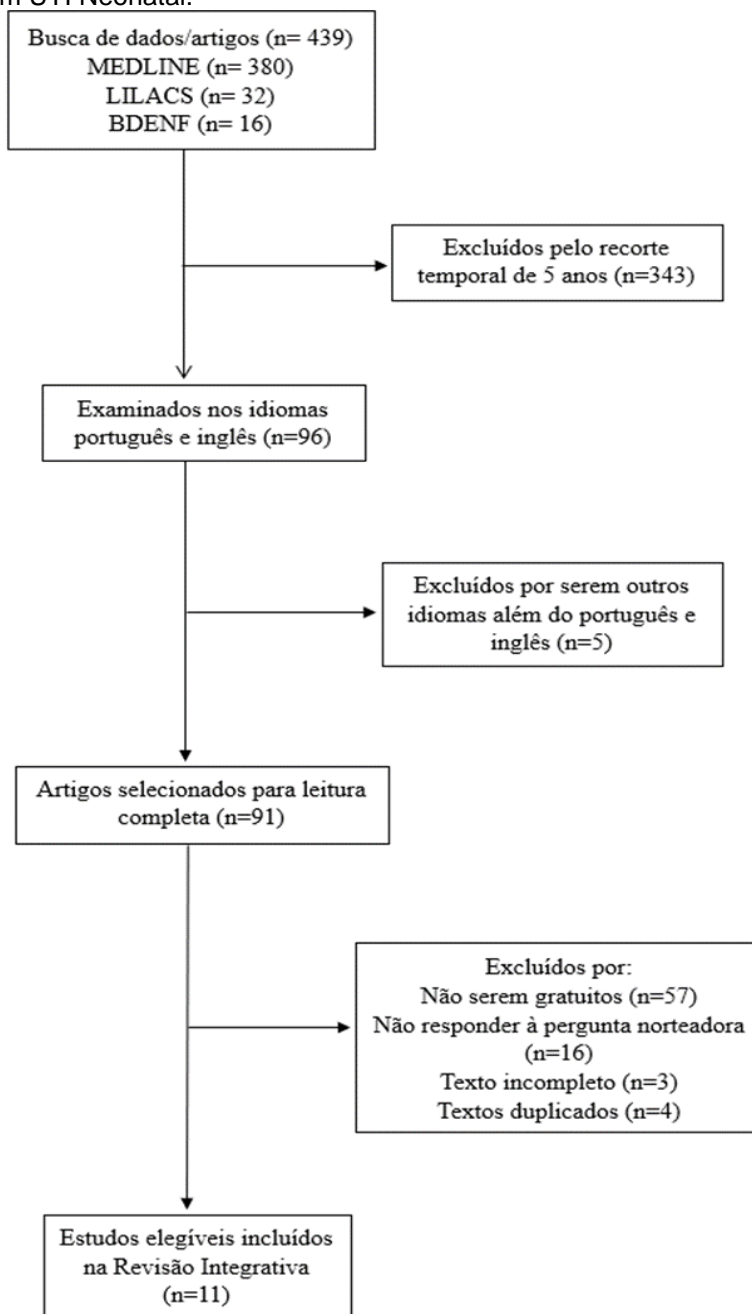 UTI Neonatal.
Busca de dados/artigos (n= 439)
MEDLINE (n= 380)
LILACS (n= 32)
BDENF (n= 16)
Excluídos pelo recorte
temporal de 5 anos (n=343)
Examinados nos idiomas
português e inglês (n=96)
Excluídos por serem outros
idiomas além do português e
inglês (n=5)
Artigos selecionados para leitura
completa (n=91)
Excluídos por:
Não serem gratuitos (n=57)
Não responder à pergunta norteadora
(n=16)
Texto incompleto (n=3)
Textos duplicados (n=4)
Estudos elegíveis incluídos
na Revisão Integrativa
(n=11)